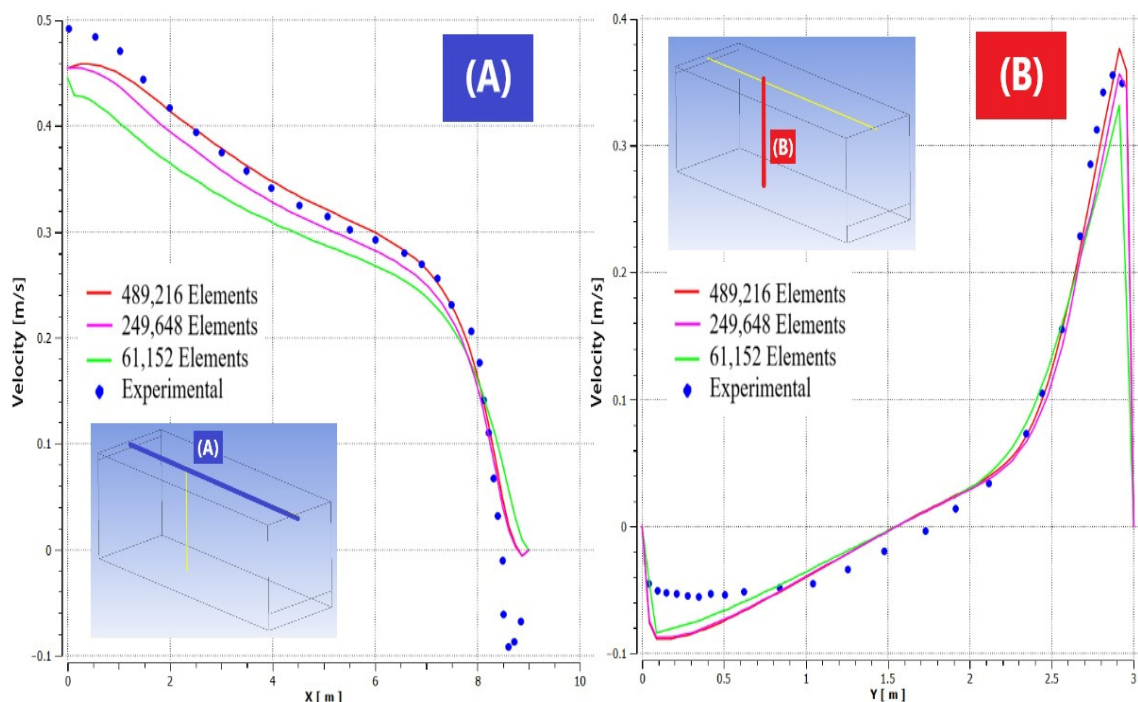 (A)
0.5
0.4
0.3
0.2
0.1
0
−0.1
Velocity [m/s]
489,216 Elements
249,648 Elements
61,152 Elements
Experimental
(A)
0
2
4
6
8
10
X [ m ]
(B)
(B)
0.4
0.3
0.2
0.1
0
−0.1
Velocity [m/s]
489,216 Elements
249,648 Elements
61,152 Elements
Experimental
0
0.5
1
1.5
2
2.5
3
Y [ m ]